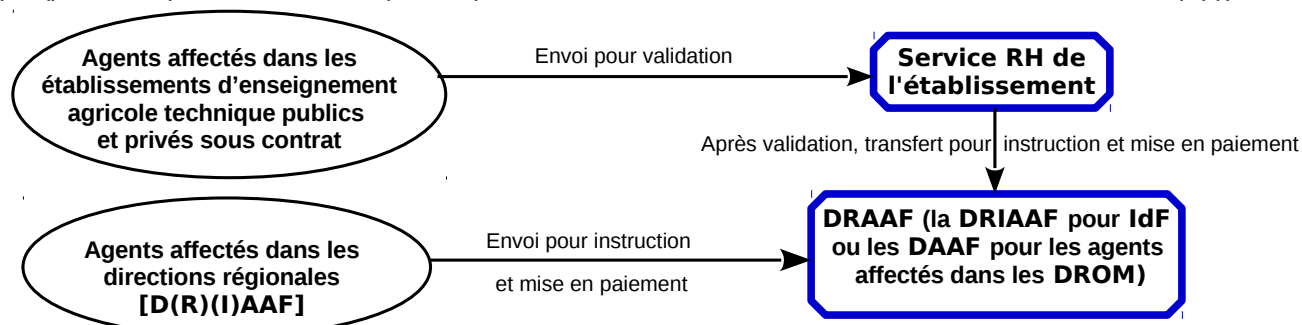 Agents affectés dans les
établissements d'enseignement
agricole technique publics
et privés sous contrat
Envoi pour validation
Service RH de
l'établissement
Après validation, transfert pour instruction et mise en paiement
Agents affectés dans les
directions régionales
[D(R)(I)AAF]
Envoi pour instruction
et mise en paiement
DRAAF (la DRIAAF pour IdF
ou les DAAF pour les agents
affectés dans les DROM)